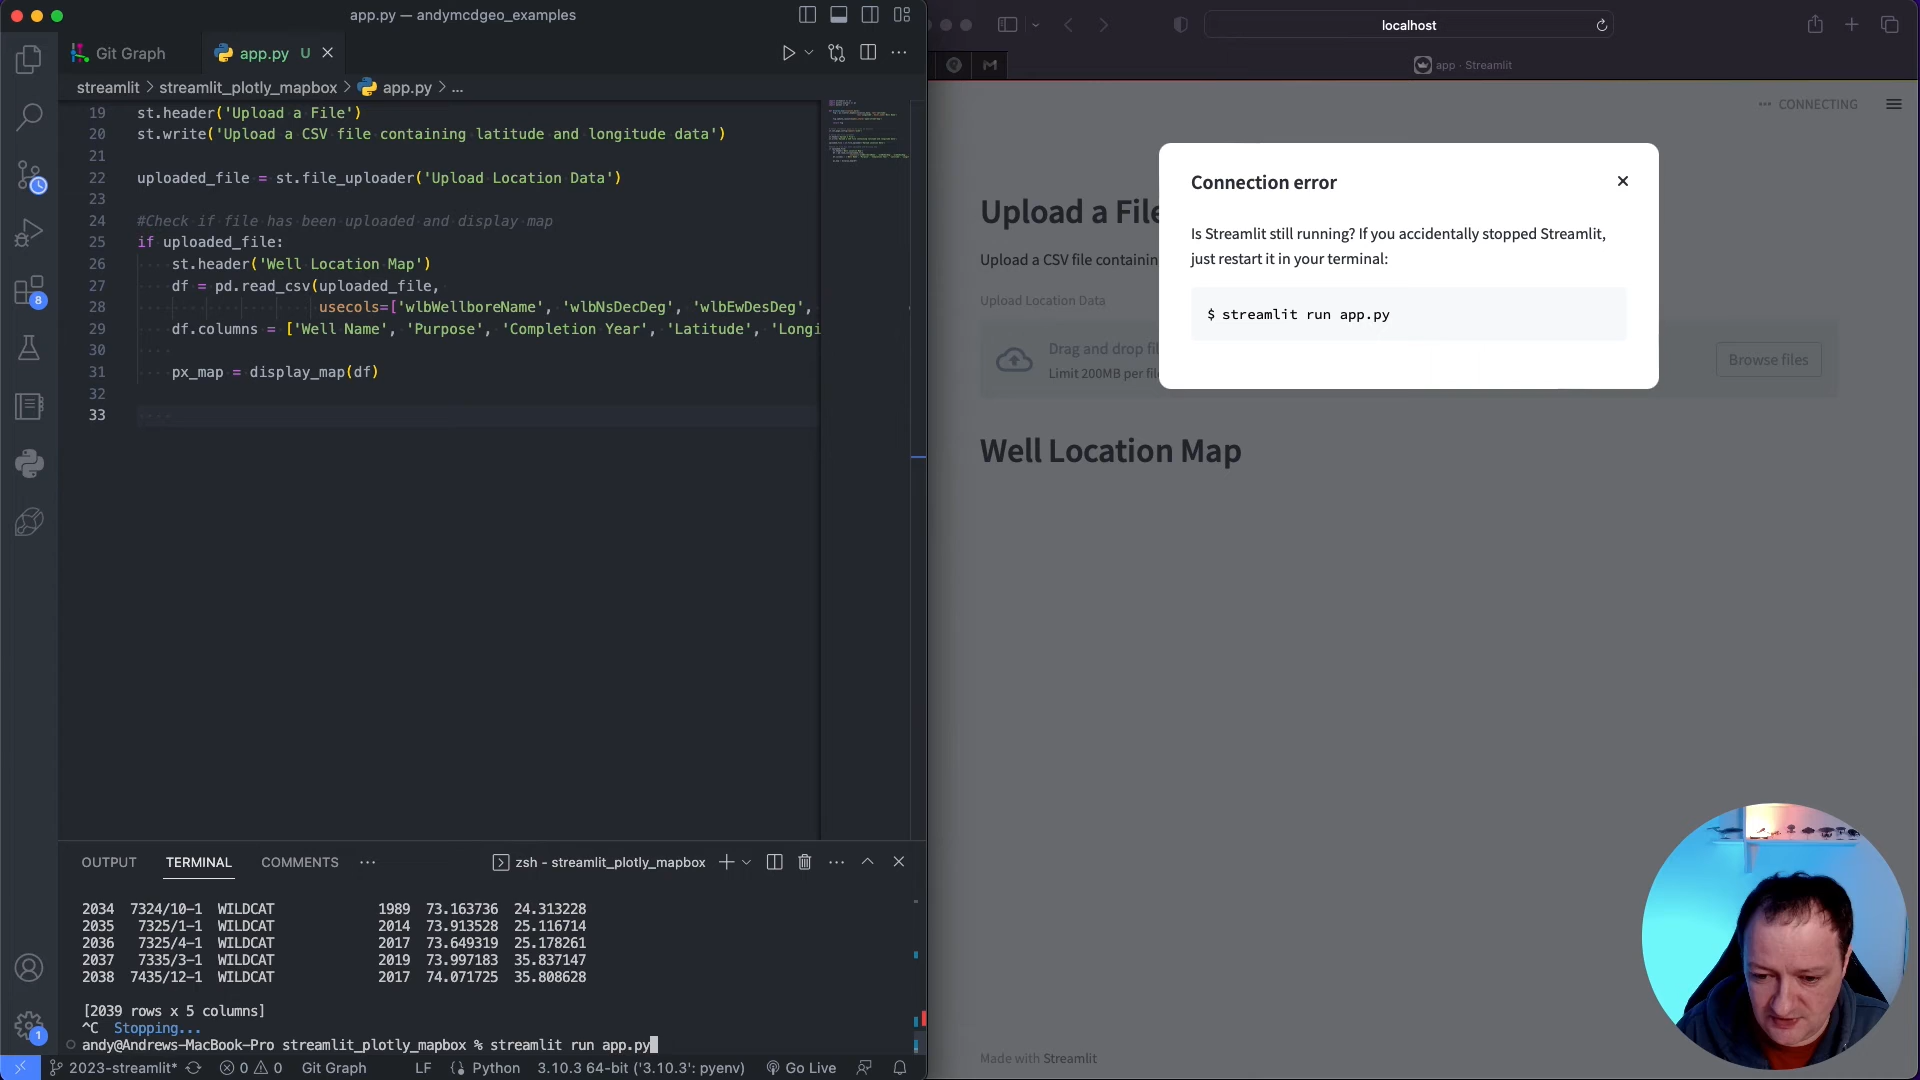 app.py — andymcdgeo_examples
Git Graph
app.py U
streamlit > streamlit_plotly_mapbox > app.py > ...
19 st.header('Upload a File')
20 st.write('Upload a CSV file containing latitude and longitude data')
21
22 uploaded_file = st.file_uploader('Upload Location Data')
23
24 #Check if file has been uploaded and display map
25 if uploaded_file:
26 st.header('Well Location Map')
27 df = pd.read_csv(uploaded_file,
28 usecols=['wlbWellboreName', 'wlbNsDecDeg', 'wlbEwDesDeg',
29 df.columns = ['Well Name', 'Purpose', 'Completion Year', 'Latitude', 'Longi
30
31 px_map = display_map(df)
32
33
8
1
OUTPUT TERMINAL COMMENTS ...
zsh - streamlit_plotly_mapbox
2034 7324/10-1 WILDCAT 1989 73.163736 24.313228
2035 7325/1-1 WILDCAT 2014 73.913528 25.116714
2036 7325/4-1 WILDCAT 2017 73.649319 25.178261
2037 7335/3-1 WILDCAT 2019 73.997183 35.837147
2038 7435/12-1 WILDCAT 2017 74.071725 35.808628
[2039 rows x 5 columns]
^C Stopping...
andy@Andrews-MacBook-Pro streamlit_plotly_mapbox % streamlit run app.py
2023-streamlit* 0 0 Git Graph LF Python 3.10.3 64-bit ('3.10.3': pyenv) Go Live
localhost
app · Streamlit
CONNECTING
Upload a File
Upload a CSV file containin
Upload Location Data
Drag and drop fil
Limit 200MB per file
Browse files
Connection error
Is Streamlit still running? If you accidentally stopped Streamlit,
just restart it in your terminal:
$ streamlit run app.py
Well Location Map
Made with Streamlit